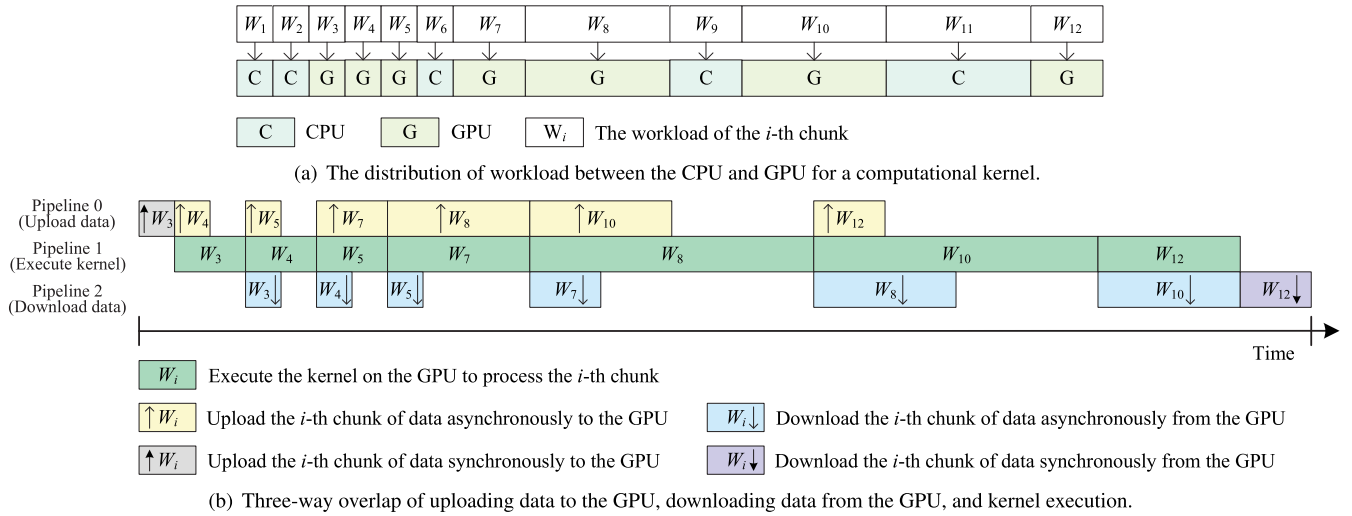 W1 W2 W3 W4 W5 W6 W7 W8 W9 W10 W11 W12
C C G G G C G G C G C G
C CPU G GPU Wi The workload of the i-th chunk
(a) The distribution of workload between the CPU and GPU for a computational kernel.
Pipeline 0
(Upload data)
↑W3 ↑W4 ↑W5 ↑W7 ↑W8 ↑W10 ↑W12
Pipeline 1
(Execute kernel)
W3 W4 W5 W7 W8 W10 W12
Pipeline 2
(Download data)
W3↓ W4↓ W5↓ W7↓ W8↓ W10↓ W12↓
Time
Wi Execute the kernel on the GPU to process the i-th chunk
↑Wi Upload the i-th chunk of data asynchronously to the GPU Wi↓ Download the i-th chunk of data asynchronously from the GPU
↑Wi Upload the i-th chunk of data synchronously to the GPU Wi↓ Download the i-th chunk of data synchronously from the GPU
(b) Three-way overlap of uploading data to the GPU, downloading data from the GPU, and kernel execution.